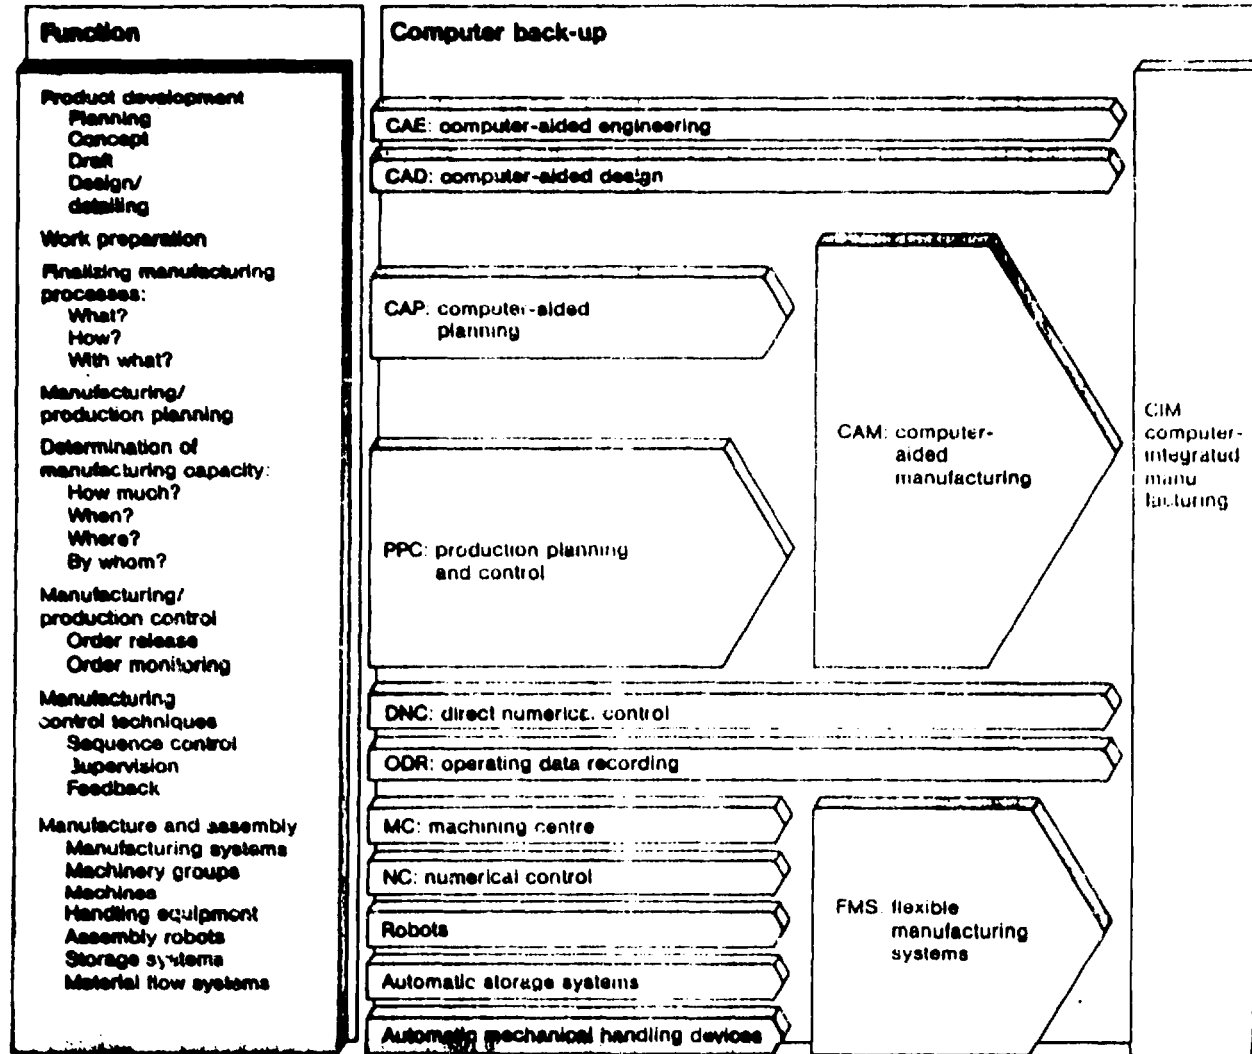 Function
Product development
Planning
Concept
Draft
Design/
detailing
Work preparation
Finalizing manufacturing
processes:
What?
How?
With what?
Manufacturing/
production planning
Determination of
manufacturing capacity:
How much?
When?
Where?
By whom?
Manufacturing/
production control
Order release
Order monitoring
Manufacturing
control techniques
Sequence control
Supervision
Feedback
Manufacture and assembly
Manufacturing systems
Machinery groups
Machines
Handling equipment
Assembly robots
Storage systems
Material flow systems
Computer back-up
CAE: computer-aided engineering
CAD: computer-aided design
CAP: computer-aided
planning
PPC: production planning
and control
CAM: computer-
aided
manufacturing
DNC: direct numerical control
ODR: operating data recording
MC: machining centre
NC: numerical control
Robots
Automatic storage systems
Automatic mechanical handling devices
FMS: flexible
manufacturing
systems
CIM
computer-
integrated
manu
facturing